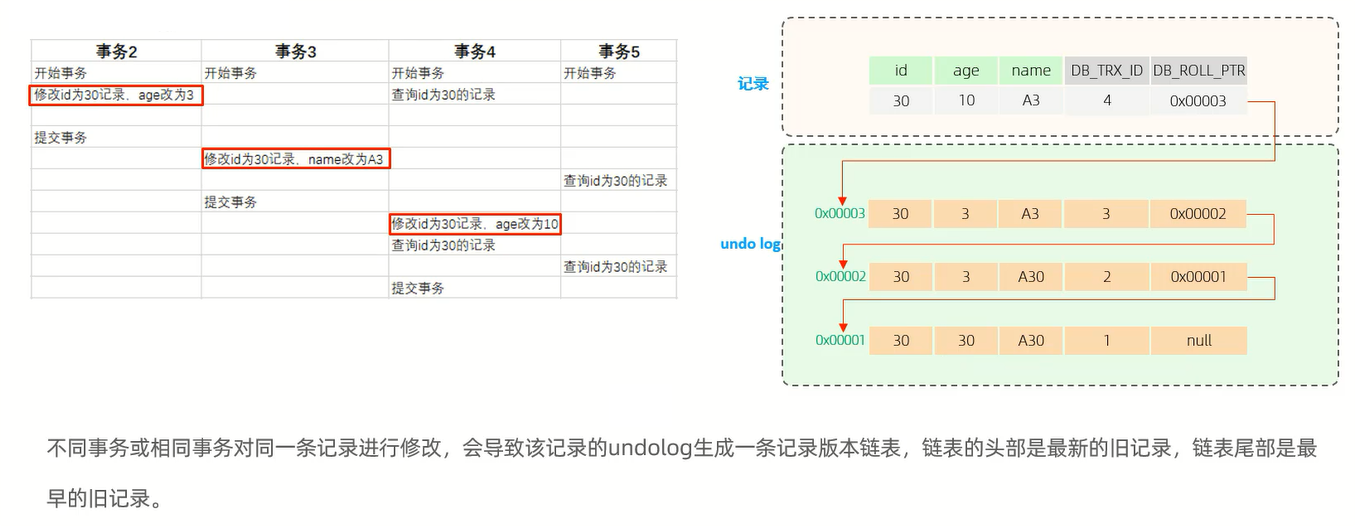 事务2 事务3 事务4 事务5
开始事务 开始事务 开始事务 开始事务
修改id为30记录，age改为3 查询id为30的记录
提交事务
修改id为30记录，name改为A3
查询id为30的记录
提交事务
修改id为30记录，age改为10
查询id为30的记录
查询id为30的记录
提交事务
记录
id age name DB_TRX_ID DB_ROLL_PTR
30 10 A3 4 0x00003
undo log
0x00003 30 3 A3 3 0x00002
0x00002 30 3 A30 2 0x00001
0x00001 30 30 A30 1 null
不同事务或相同事务对同一条记录进行修改，会导致该记录的undolog生成一条记录版本链表，链表的头部是最新的旧记录，链表尾部是最
早的旧记录。